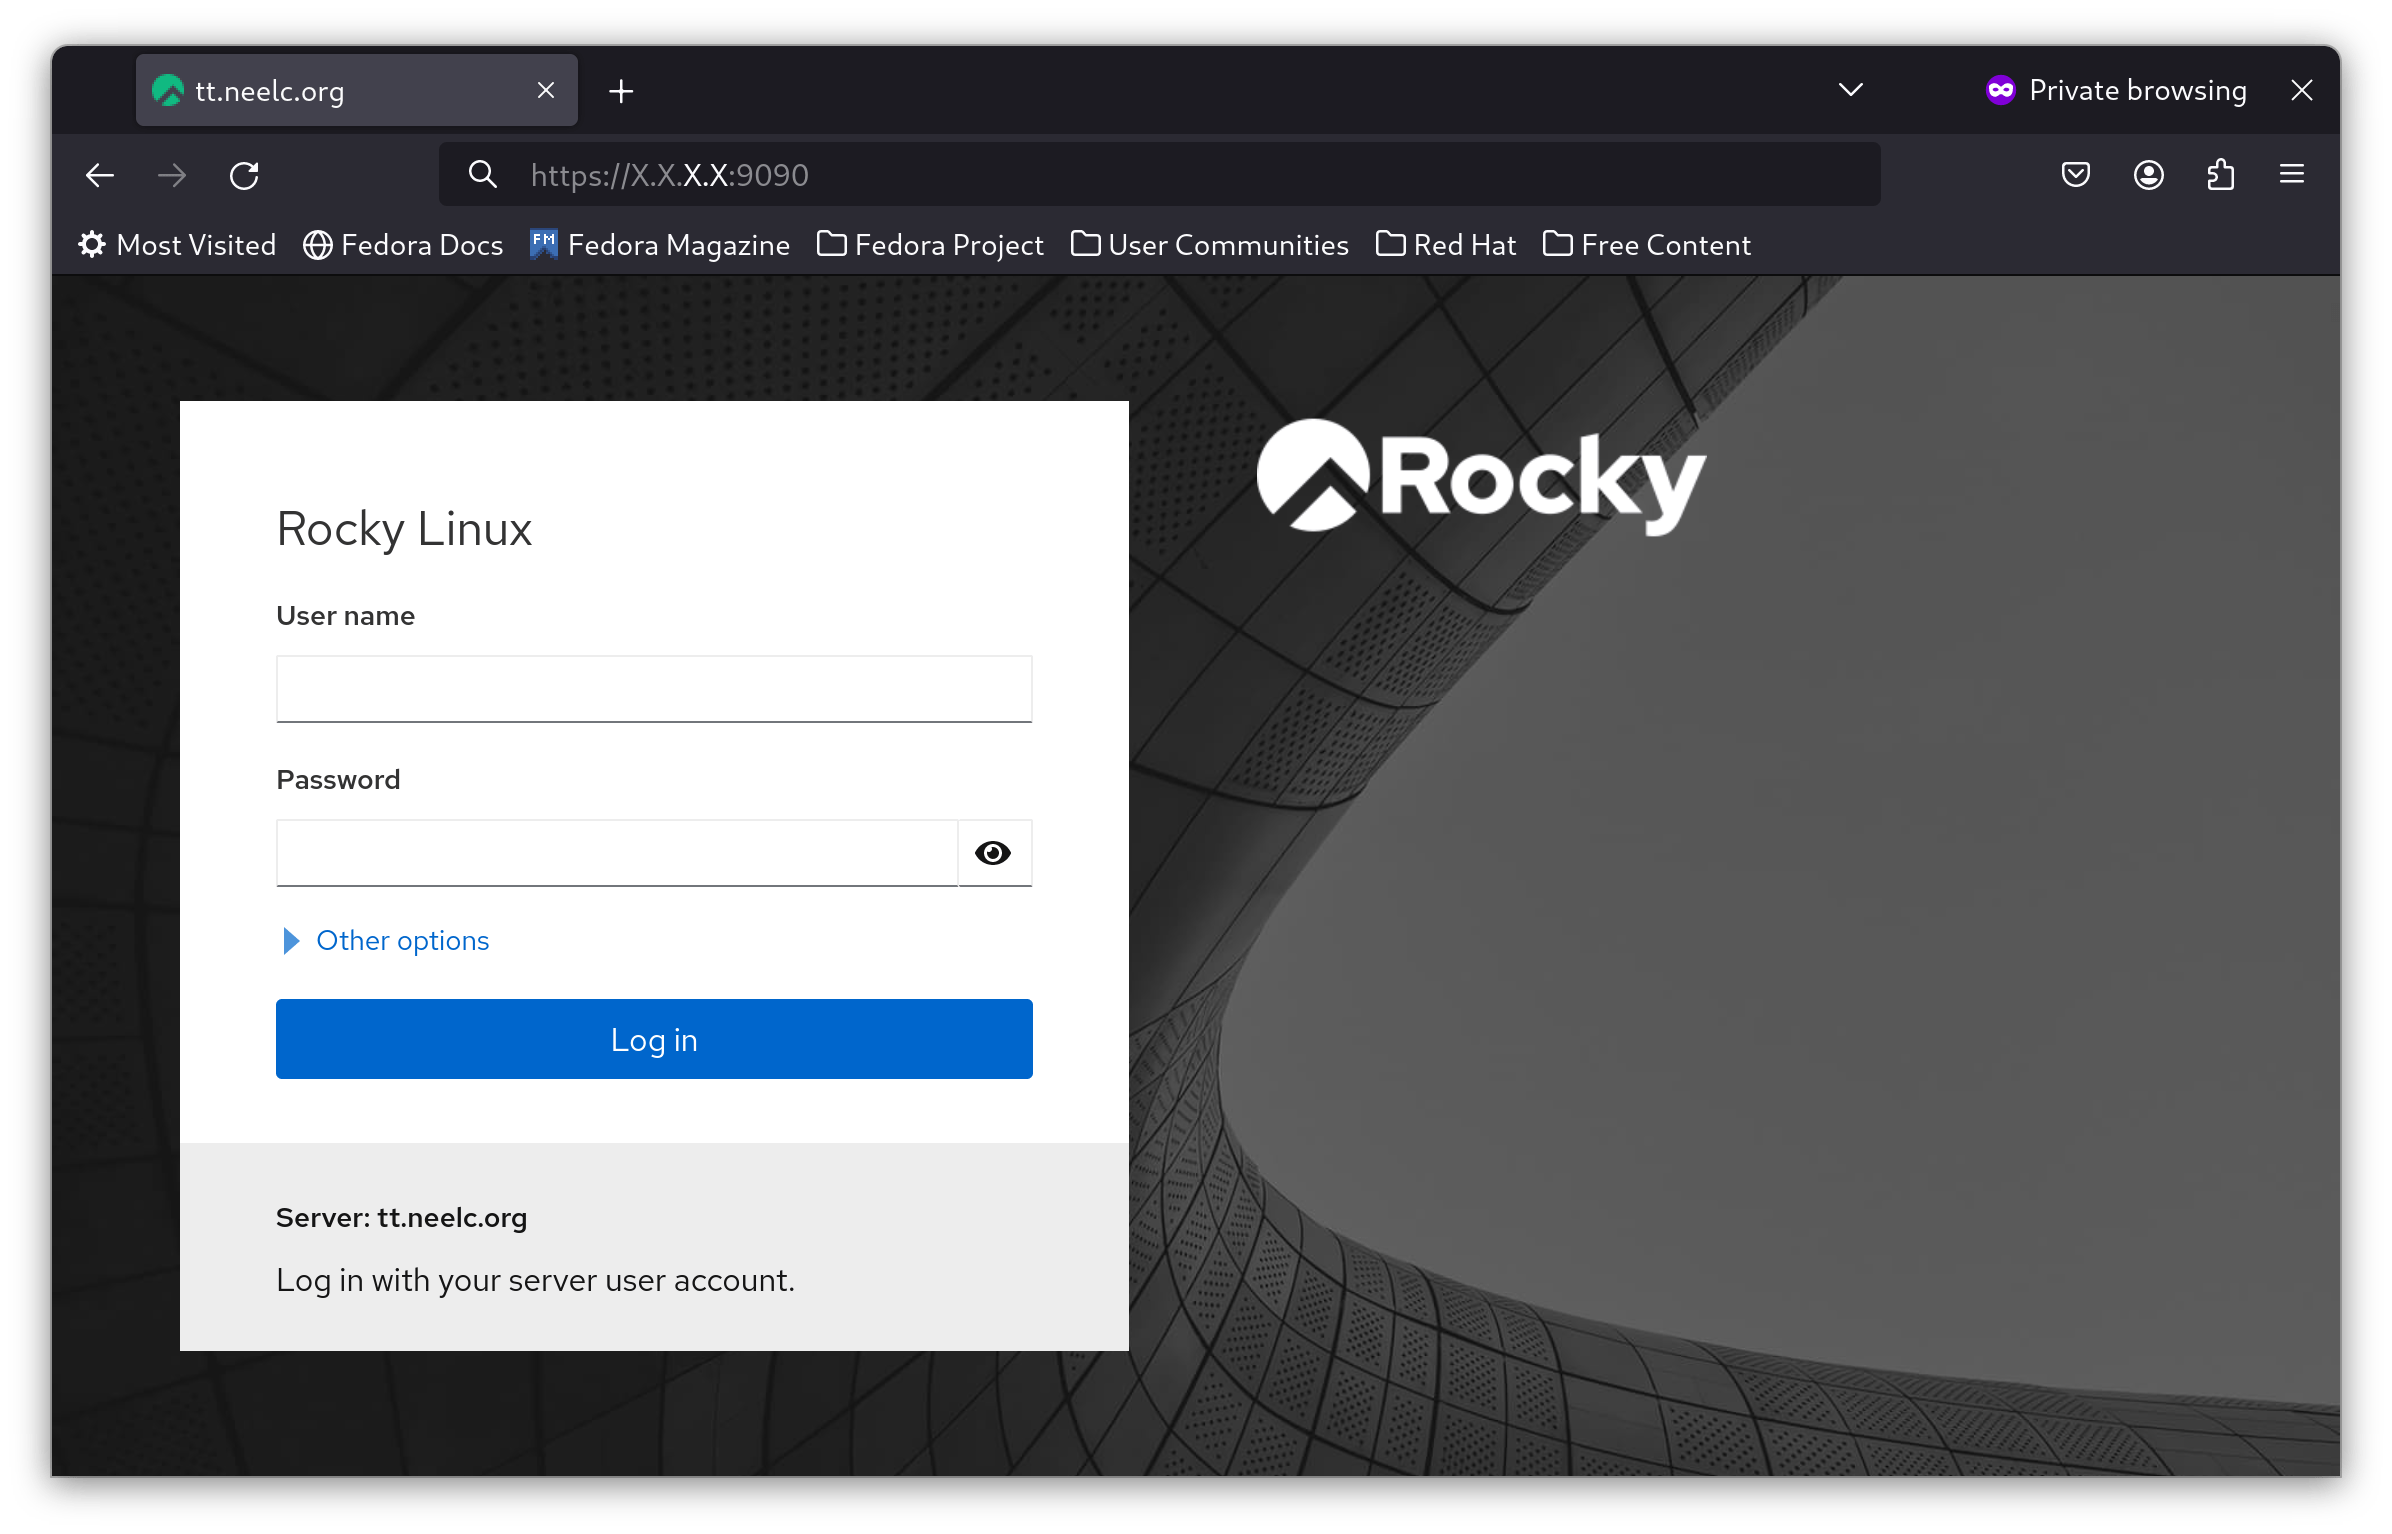 tt.neelc.org
Private browsing
https://X.X.X.X:9090
Most Visited Fedora Docs FM Fedora Magazine Fedora Project User Communities Red Hat Free Content
Rocky
Rocky Linux
User name
Password
Other options
Log in
Server: tt.neelc.org
Log in with your server user account.